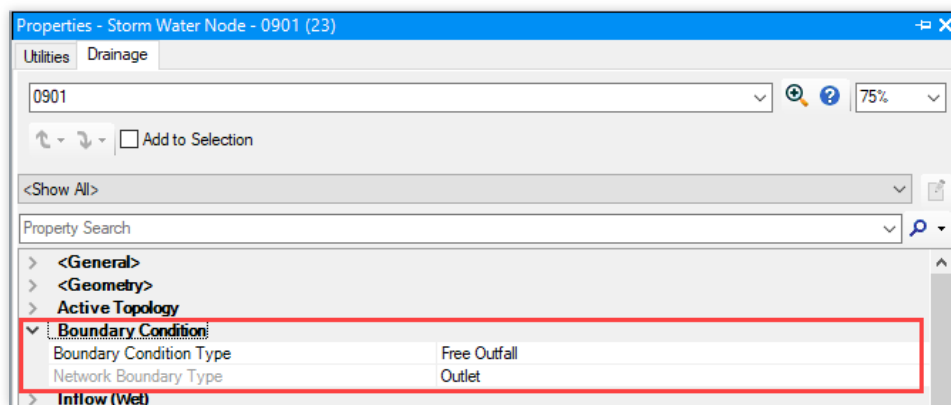 Properties - Storm Water Node - 0901 (23)
Utilities Drainage
0901 75%
Add to Selection
<Show All>
Property Search
<General>
<Geometry>
Active Topology
Boundary Condition
Boundary Condition Type Free Outfall
Network Boundary Type Outlet
Inflow (Wet)